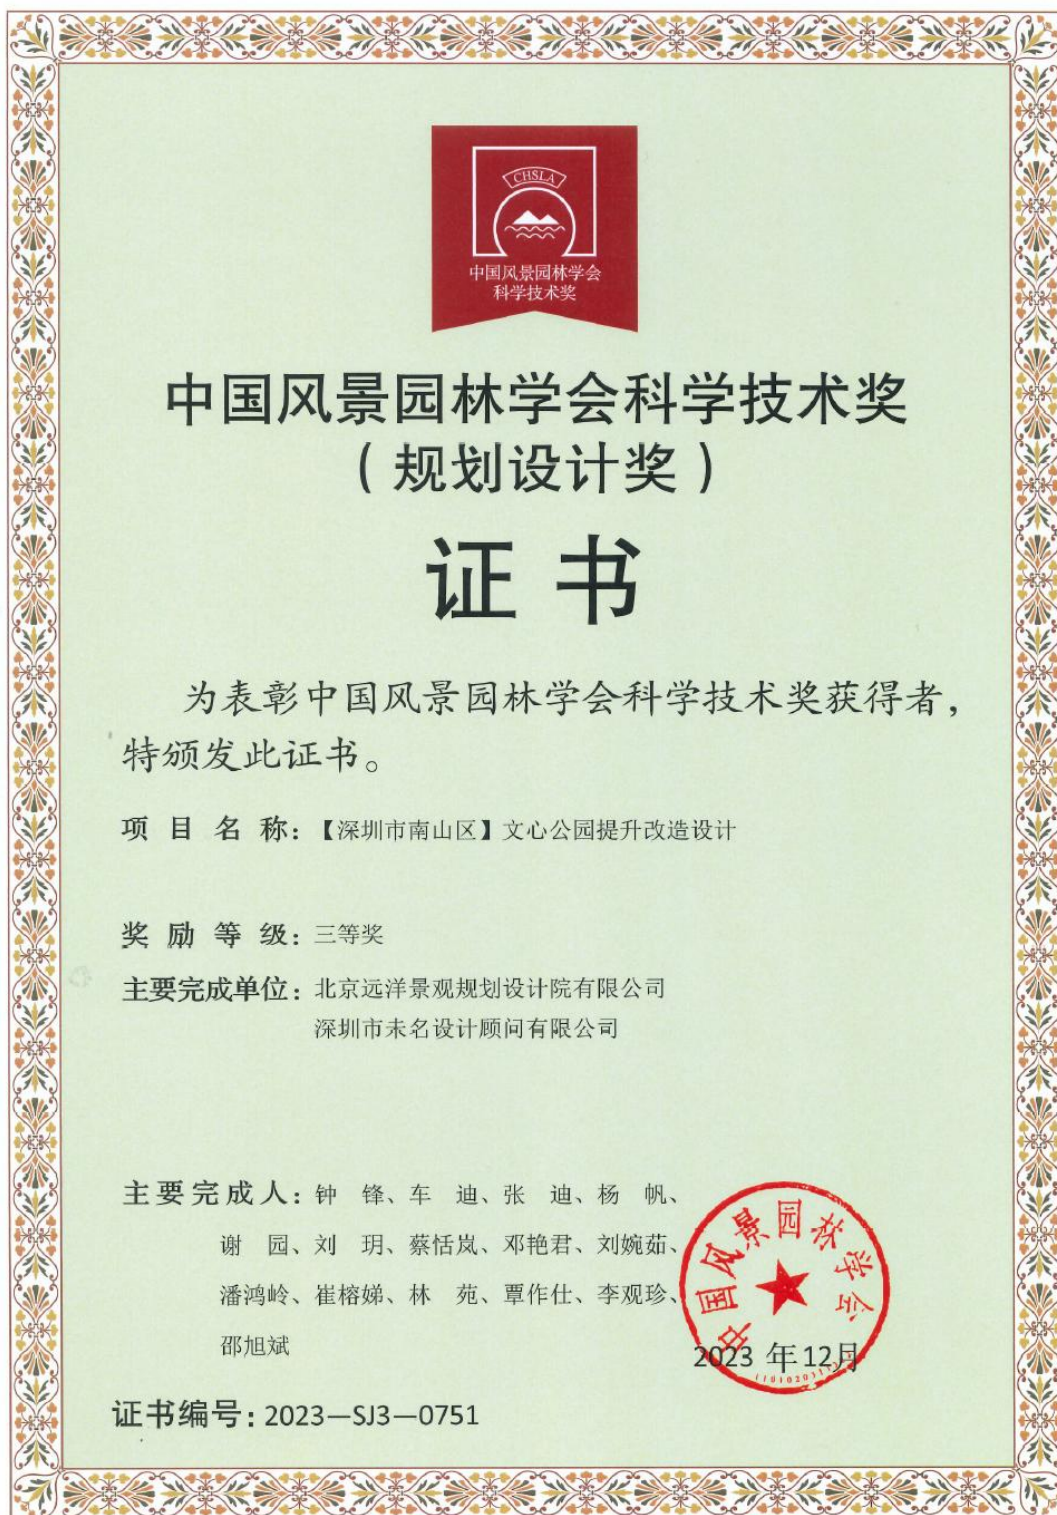 CHSLA
中国风景园林学会
科学技术奖
中国风景园林学会科学技术奖
（规划设计奖）
证书
为表彰中国风景园林学会科学技术奖获得者，
特颁发此证书。
项目名称：【深圳市南山区】文心公园提升改造设计
奖励等级：三等奖
主要完成单位：北京远洋景观规划设计院有限公司
深圳市未名设计顾问有限公司
主要完成人：钟 锋、车 迪、张 迪、杨 帆、
谢 园、刘 玥、蔡恬岚、邓艳君、刘婉茹、
潘鸿岭、崔榕娣、林 苑、覃作仕、李观珍、
邵旭斌
中国风景园林学会
2023 年12月
证书编号：2023—SJ3—0751